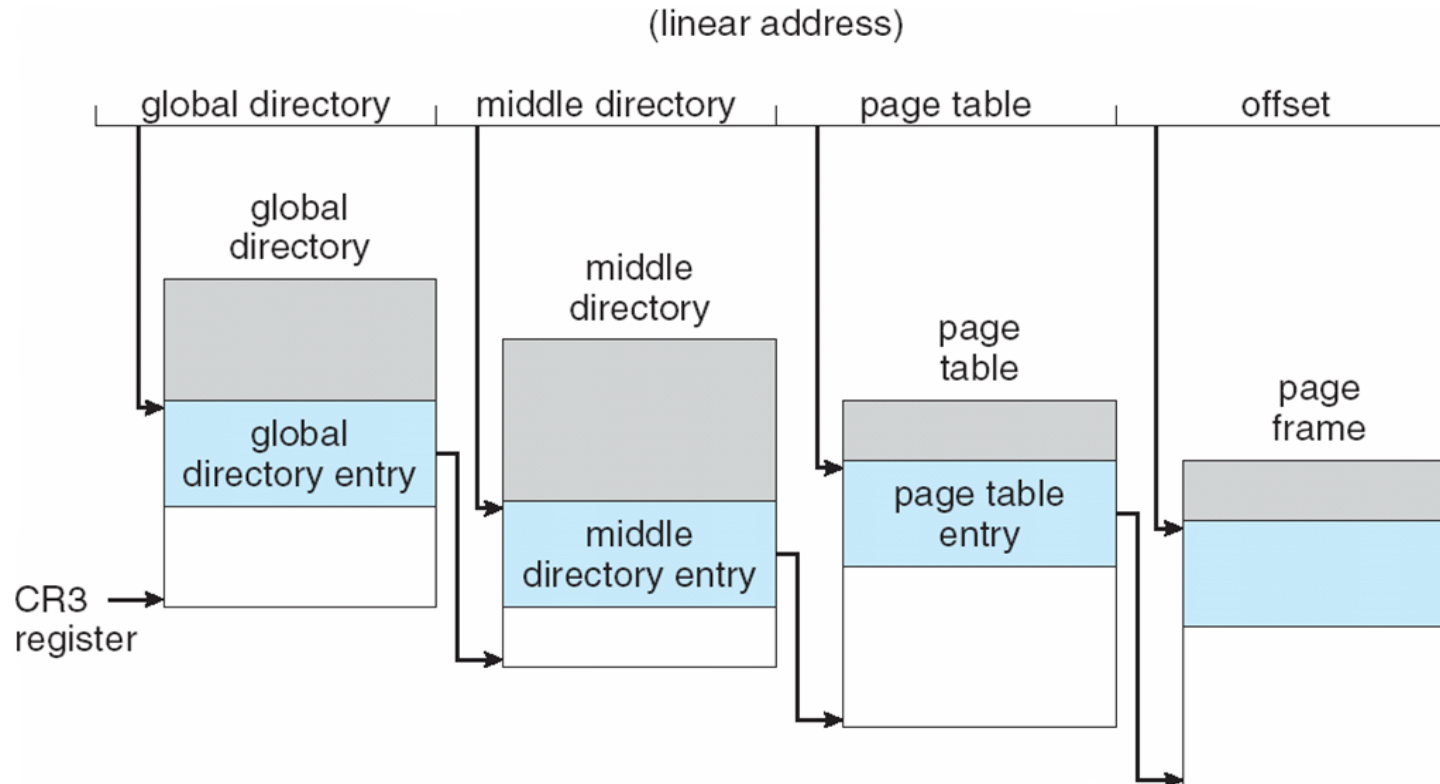 (linear address)
global directory
middle directory
page table
offset
global
directory
middle
directory
page
table
page
frame
global
directory entry
middle
directory entry
page table
entry
CR3
register